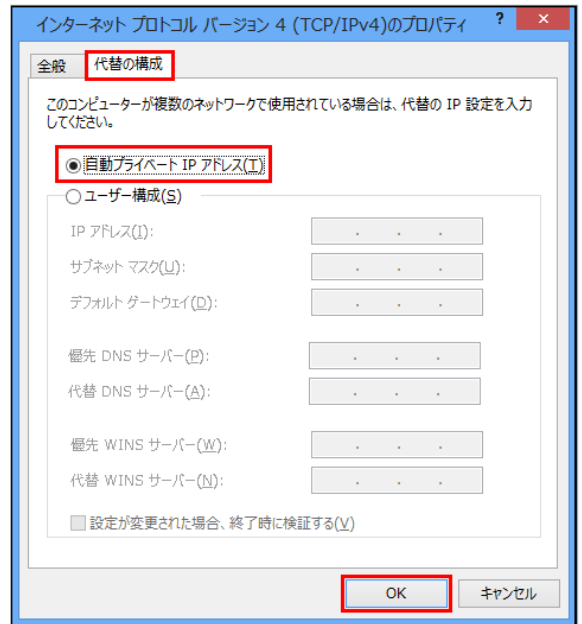 インターネット プロトコル バージョン 4 (TCP/IPv4)のプロパティ ? ×
全般 代替の構成
このコンピューターが複数のネットワークで使用されている場合は、代替の IP 設定を入力
してください。
自動プライベート IP アドレス(T)
ユーザー構成(S)
IP アドレス(I):
サブネット マスク(U):
デフォルト ゲートウェイ(D):
優先 DNS サーバー(P):
代替 DNS サーバー(A):
優先 WINS サーバー(W):
代替 WINS サーバー(N):
設定が変更された場合、終了時に検証する(V)
OK キャンセル